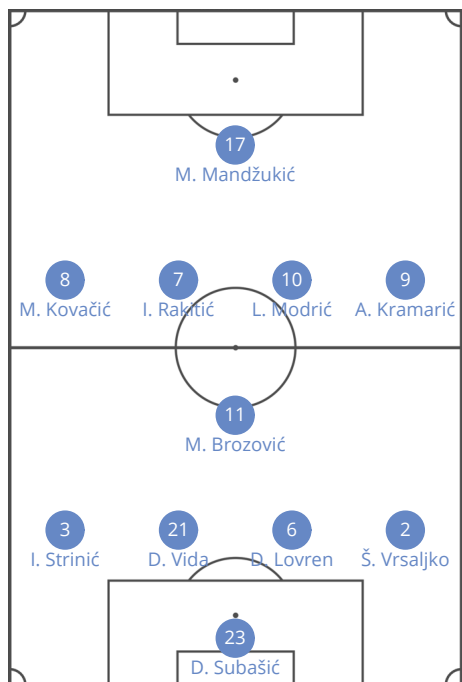 17
M. Mandžukić
8 7 10 9
M. Kovačić I. Rakitić L. Modrić A. Kramarić
11
M. Brozović
3 21 6 2
I. Strinić D. Vida D. Lovren Š. Vrsaljko
23
D. Subašić